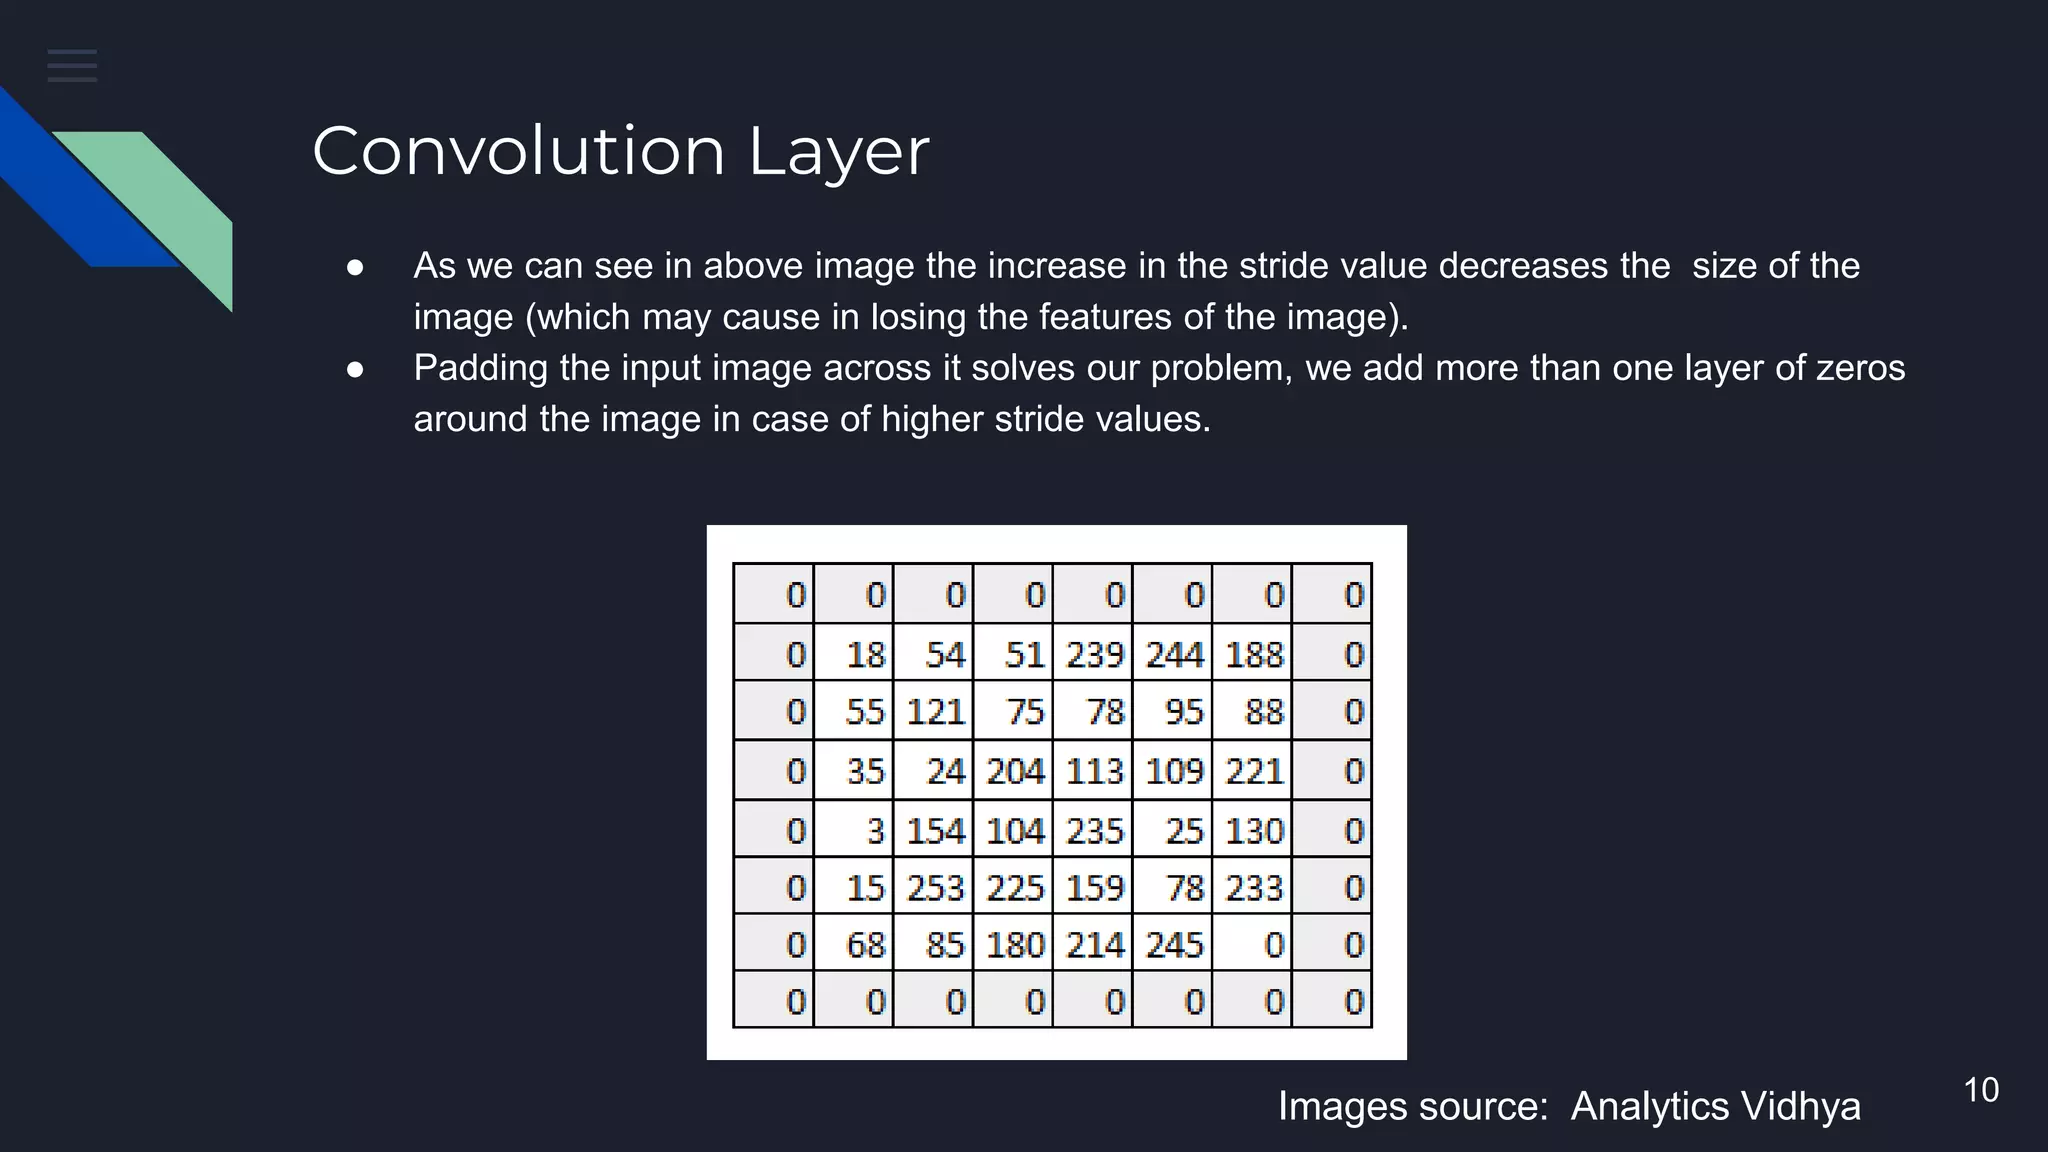 Convolution Layer
● As we can see in above image the increase in the stride value decreases the  size of the
image (which may cause in losing the features of the image).
● Padding the input image across it solves our problem, we add more than one layer of zeros
around the image in case of higher stride values.
0 0 0 0 0 0 0 0
0 18 54 51 239 244 188 0
0 55 121 75 78 95 88 0
0 35 24 204 113 109 221 0
0 3 154 104 235 25 130 0
0 15 253 225 159 78 233 0
0 68 85 180 214 245 0 0
0 0 0 0 0 0 0 0
Images source:  Analytics Vidhya
10